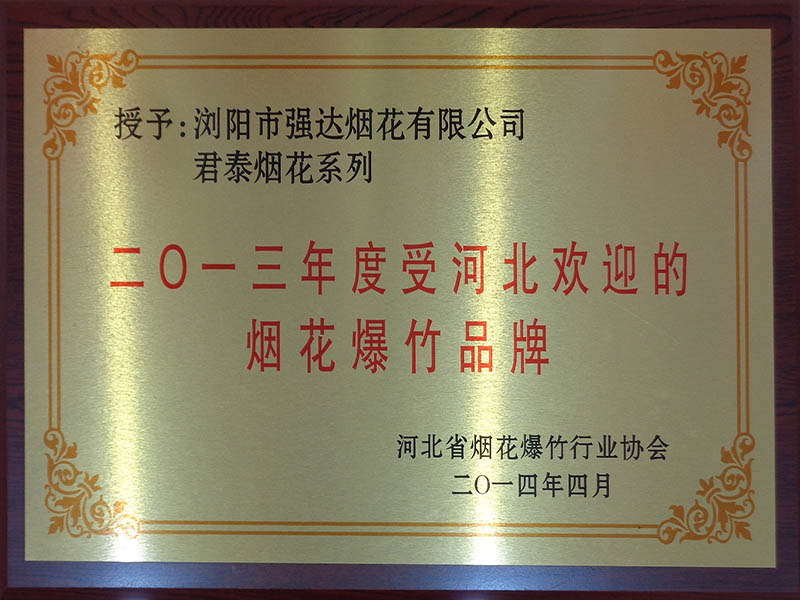 授予:浏阳市强达烟花有限公司
君泰烟花系列
二〇一三年度受河北欢迎的
烟花爆竹品牌
河北省烟花爆竹行业协会
二〇一四年四月